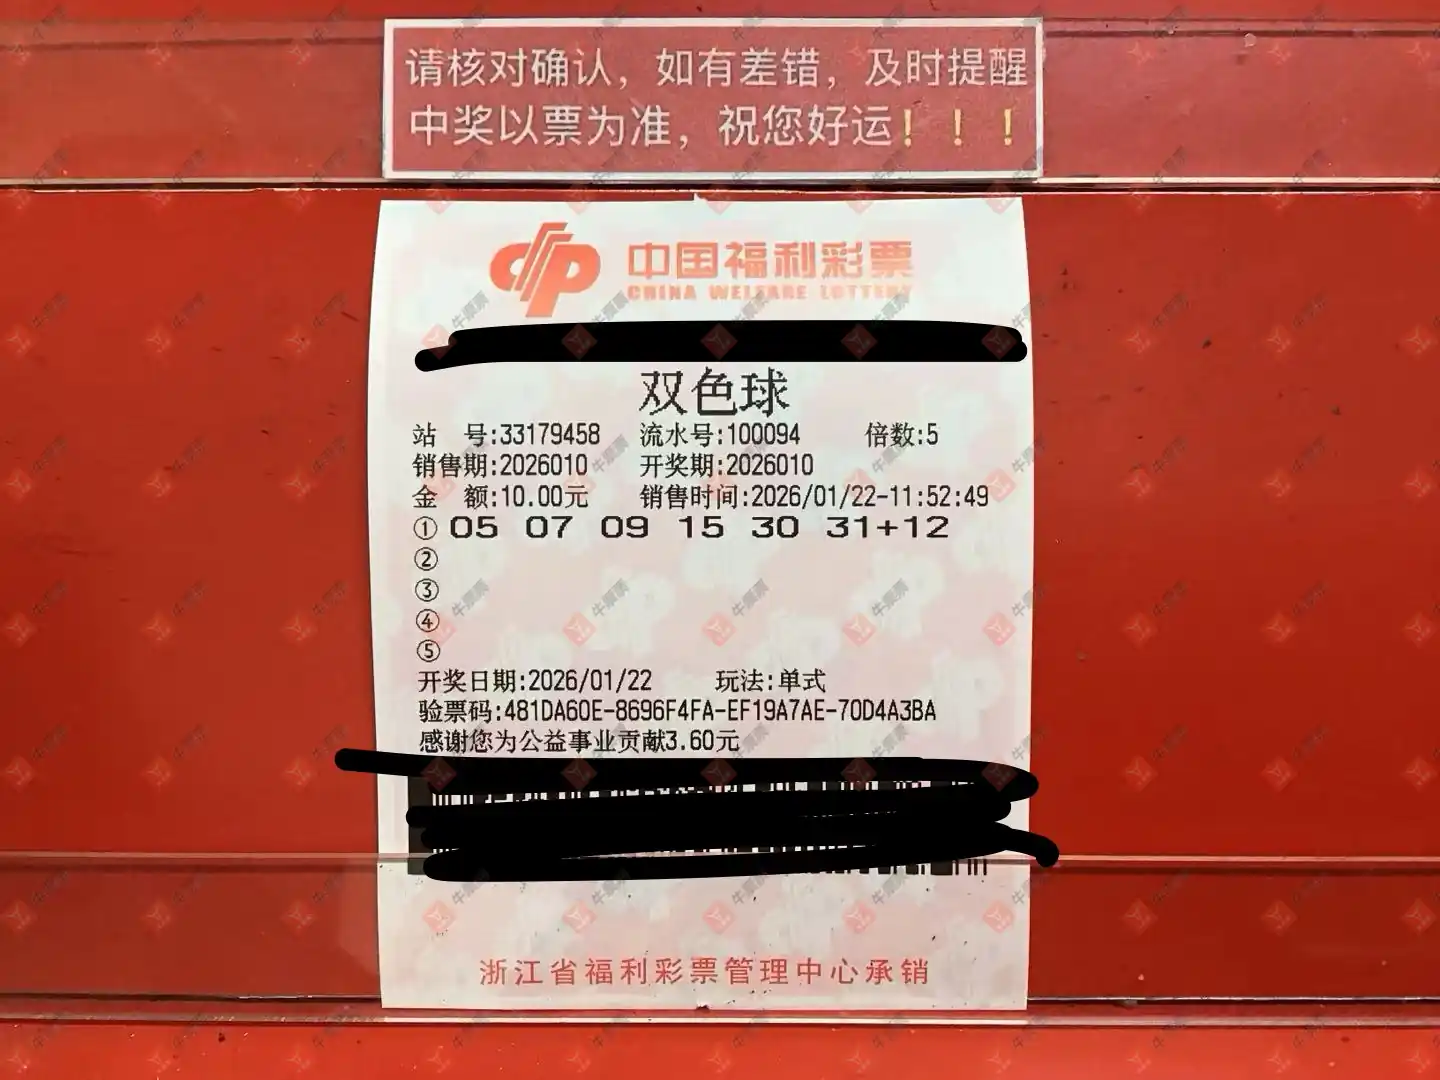 请核对确认，如有差错，及时提醒
中奖以票为准，祝您好运！！！
中国福利彩票
CHINA WELFARE LOTTERY
双色球
站 号:33179458 流水号:100094 倍数:5
销售期:2026010 开奖期:2026010
金 额:10.00元 销售时间:2026/01/22-11:52:49
① 05 07 09 15 30 31+12
②
③
④
⑤
开奖日期:2026/01/22 玩法:单式
验票码:481DA60E-8696F4FA-EF19A7AE-70D4A3BA
感谢您为公益事业贡献3.60元
浙江省福利彩票管理中心承销